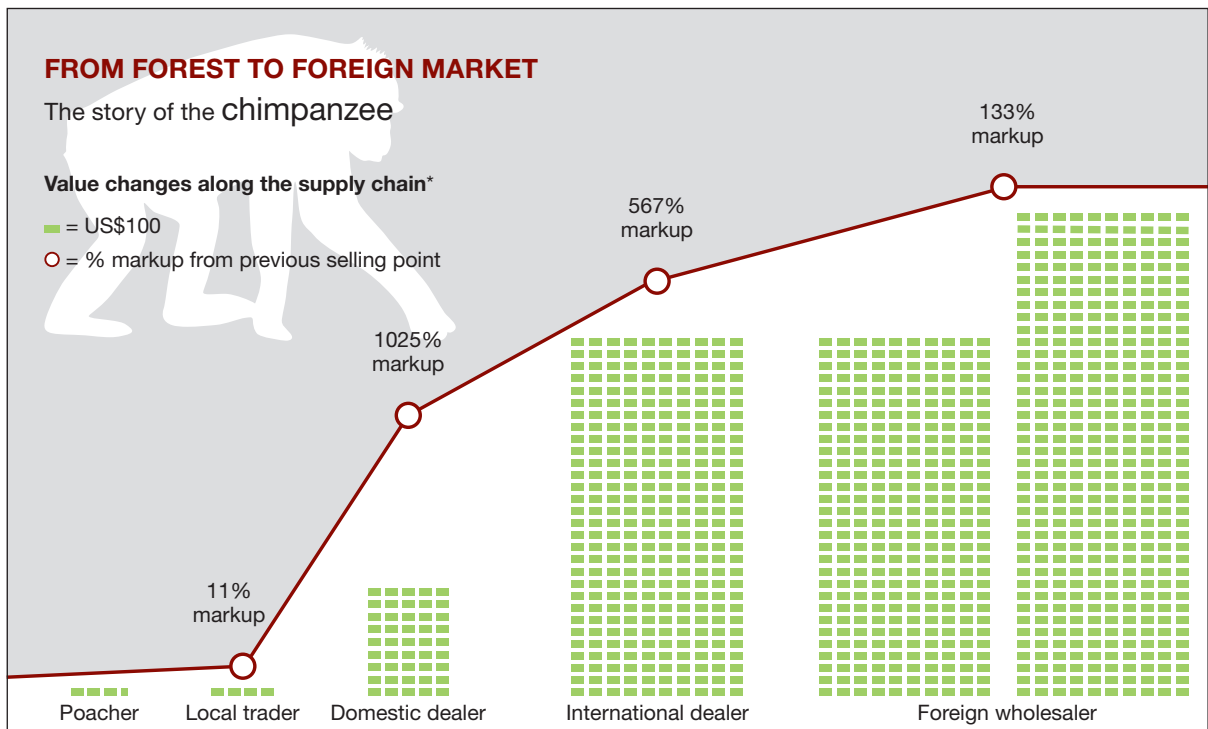 FROM FOREST TO FOREIGN MARKET
The story of the chimpanzee
Value changes along the supply chain*
= US$100
= % markup from previous selling point
133%
markup
567%
markup
1025%
markup
11%
markup
Poacher
Local trader
Domestic dealer
International dealer
Foreign wholesaler